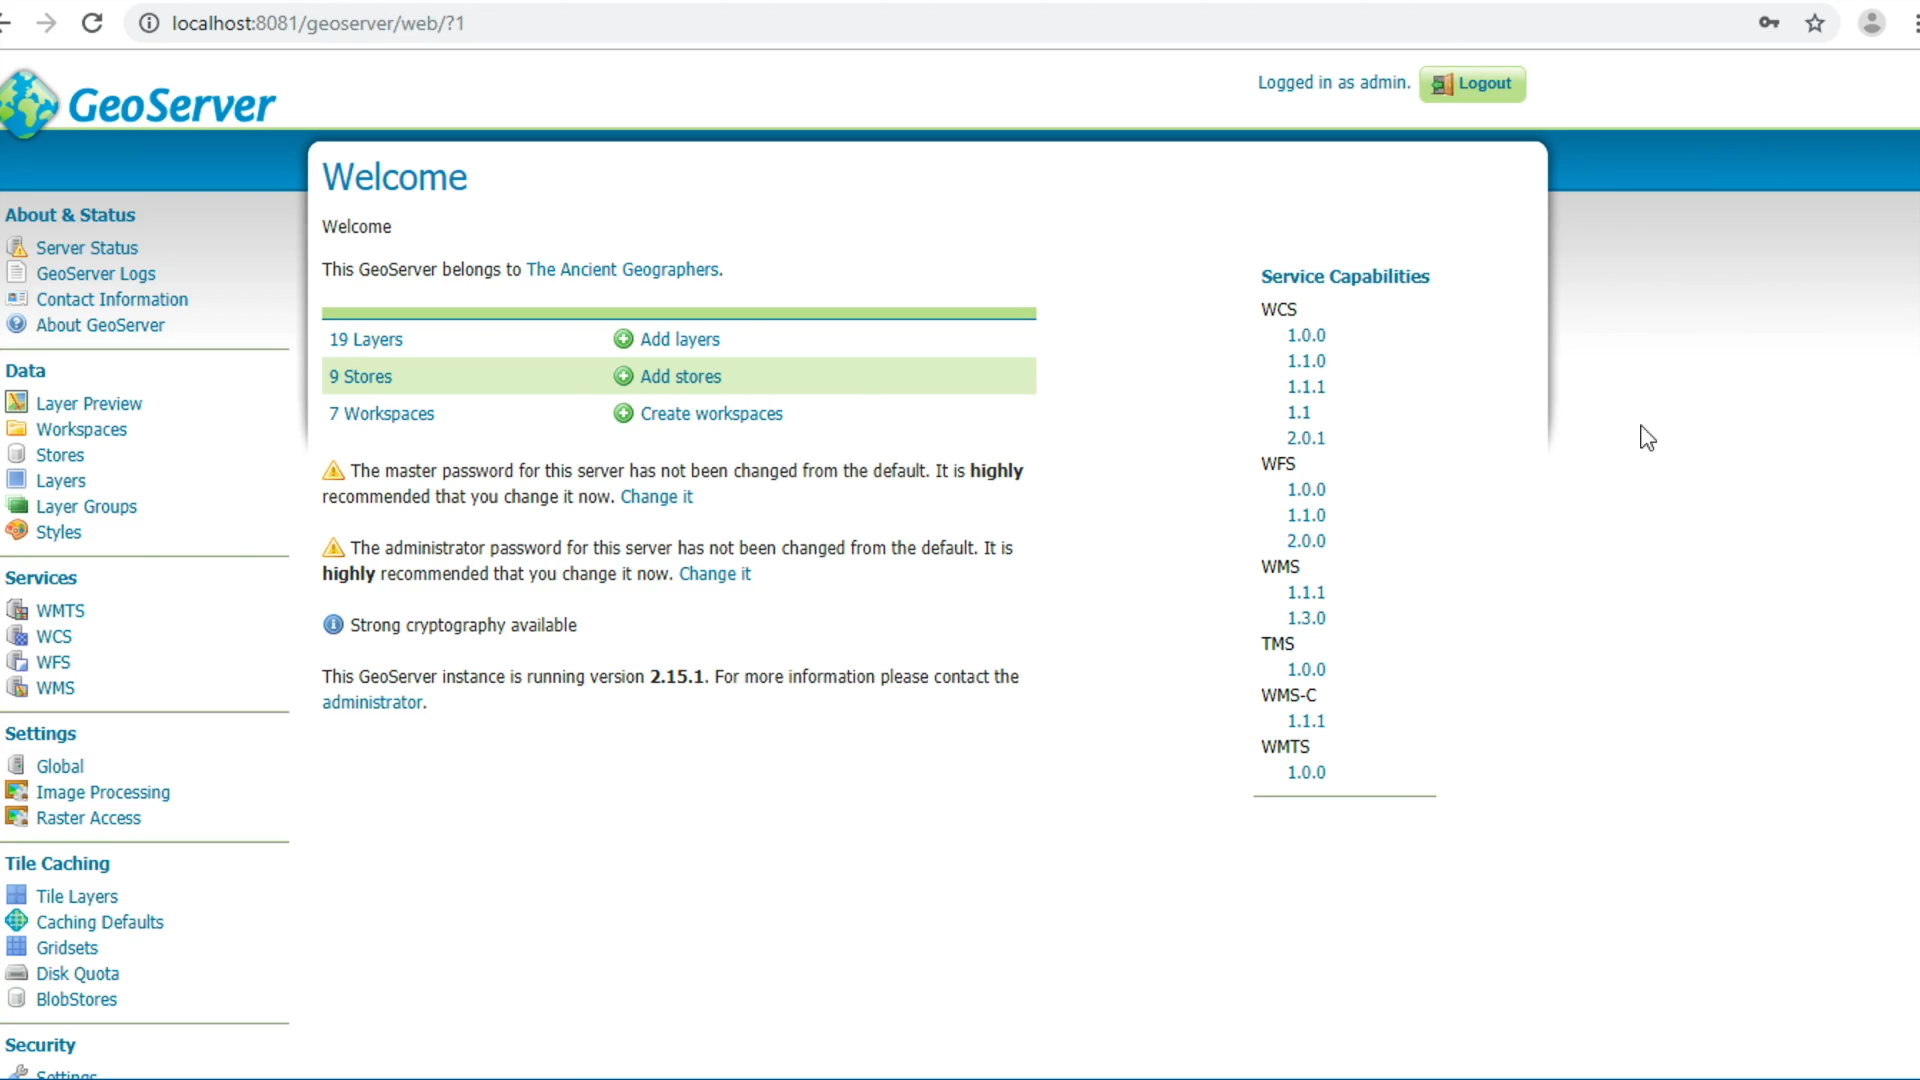 localhost:8081/geoserver/web/?1
GeoServer
Logged in as admin.
Logout
About & Status
Server Status
GeoServer Logs
Contact Information
About GeoServer
Data
Layer Preview
Workspaces
Stores
Layers
Layer Groups
Styles
Services
WMTS
WCS
WFS
WMS
Settings
Global
Image Processing
Raster Access
Tile Caching
Tile Layers
Caching Defaults
Gridsets
Disk Quota
BlobStores
Security
Settings
Welcome
Welcome
This GeoServer belongs to The Ancient Geographers.
19 Layers Add layers
9 Stores Add stores
7 Workspaces Create workspaces
The master password for this server has not been changed from the default. It is highly
recommended that you change it now. Change it
The administrator password for this server has not been changed from the default. It is
highly recommended that you change it now. Change it
Strong cryptography available
This GeoServer instance is running version 2.15.1. For more information please contact the
administrator.
Service Capabilities
WCS
1.0.0
1.1.0
1.1.1
1.1
2.0.1
WFS
1.0.0
1.1.0
2.0.0
WMS
1.1.1
1.3.0
TMS
1.0.0
WMS-C
1.1.1
WMTS
1.0.0